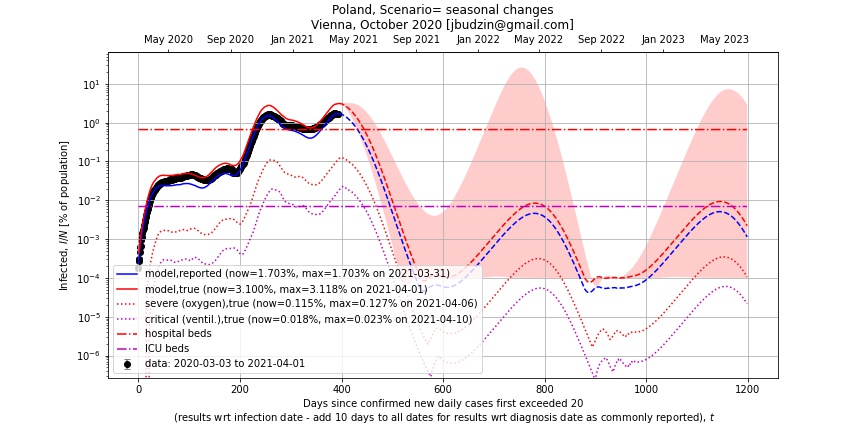 Poland, Scenario= seasonal changes
Vienna, October 2020 [jbudzin@gmail.com]
May 2020 Sep 2020 Jan 2021 May 2021 Sep 2021 Jan 2022 May 2022 Sep 2022 Jan 2023 May 2023
10¹
10⁰
10⁻¹
10⁻²
10⁻³
10⁻⁴
10⁻⁵
10⁻⁶
Infected, I/N [% of population]
model,reported (now=1.703%, max=1.703% on 2021-03-31)
model,true (now=3.100%, max=3.118% on 2021-04-01)
severe (oxygen),true (now=0.115%, max=0.127% on 2021-04-06)
critical (ventil.),true (now=0.018%, max=0.023% on 2021-04-10)
hospital beds
ICU beds
data: 2020-03-03 to 2021-04-01
0 200 400 600 800 1000 1200
Days since confirmed new daily cases first exceeded 20
(results wrt infection date - add 10 days to all dates for results wrt diagnosis date as commonly reported), t